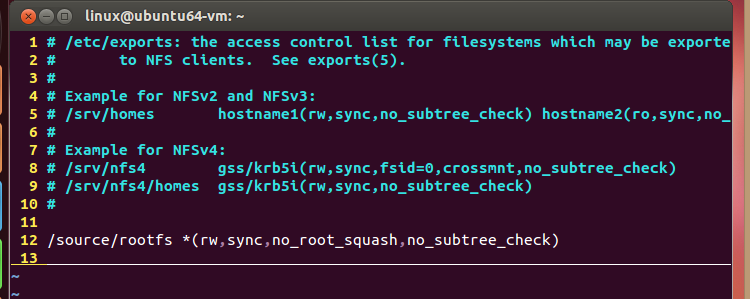 linux@ubuntu64-vm: ~
1 # /etc/exports: the access control list for filesystems which may be exporte
2 #       to NFS clients.  See exports(5).
3 #
4 # Example for NFSv2 and NFSv3:
5 # /srv/homes       hostname1(rw,sync,no_subtree_check) hostname2(ro,sync,no_
6 #
7 # Example for NFSv4:
8 # /srv/nfs4        gss/krb5i(rw,sync,fsid=0,crossmnt,no_subtree_check)
9 # /srv/nfs4/homes  gss/krb5i(rw,sync,no_subtree_check)
10 #
11
12 /source/rootfs *(rw,sync,no_root_squash,no_subtree_check)
13
~
~